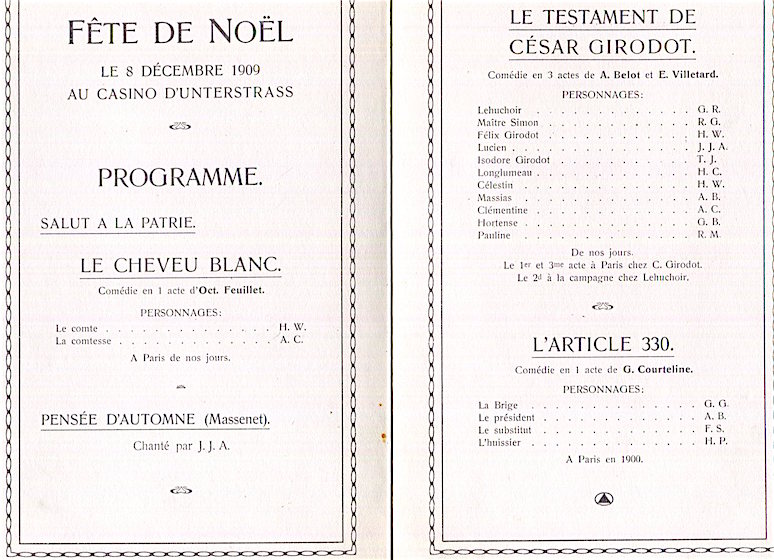 FÊTE DE NOËL
LE 8 DÉCEMBRE 1909
AU CASINO D'UNTERSTRASS
PROGRAMME.
SALUT A LA PATRIE.
LE CHEVEU BLANC.
Comédie en 1 acte d'Oct. Feuillet.
PERSONNAGES:
Le comte . . . . . . . . . . . . . H. W.
La comtesse . . . . . . . . . . . . A. C.
A Paris de nos jours.
PENSÉE D'AUTOMNE (Massenet).
Chanté par J. J. A.
LE TESTAMENT DE
CÉSAR GIRODOT.
Comédie en 3 actes de A. Belot et E. Villetard.
PERSONNAGES:
Lehuchoir . . . . . . . . . . . . G. R.
Maître Simon . . . . . . . . . . . . R. G.
Félix Girodot . . . . . . . . . . . . H. W.
Lucien . . . . . . . . . . . . . . J. J. A.
Isodore Girodot . . . . . . . . . . . T. J.
Longlumeau . . . . . . . . . . . . H. C.
Célestin . . . . . . . . . . . . . H. W.
Massias . . . . . . . . . . . . . A. B.
Clémentine . . . . . . . . . . . . A. C.
Hortense . . . . . . . . . . . . . G. B.
Pauline . . . . . . . . . . . . . R. M.
De nos jours.
Le 1er et 3me acte à Paris chez C. Girodot.
Le 2d à la campagne chez Lehuchoir.
L'ARTICLE 330.
Comédie en 1 acte de G. Courteline.
PERSONNAGES:
La Brige . . . . . . . . . . . . . G. G.
Le président . . . . . . . . . . . . A. B.
Le substitut . . . . . . . . . . . . F. S.
L'huissier . . . . . . . . . . . . . H. P.
A Paris en 1900.